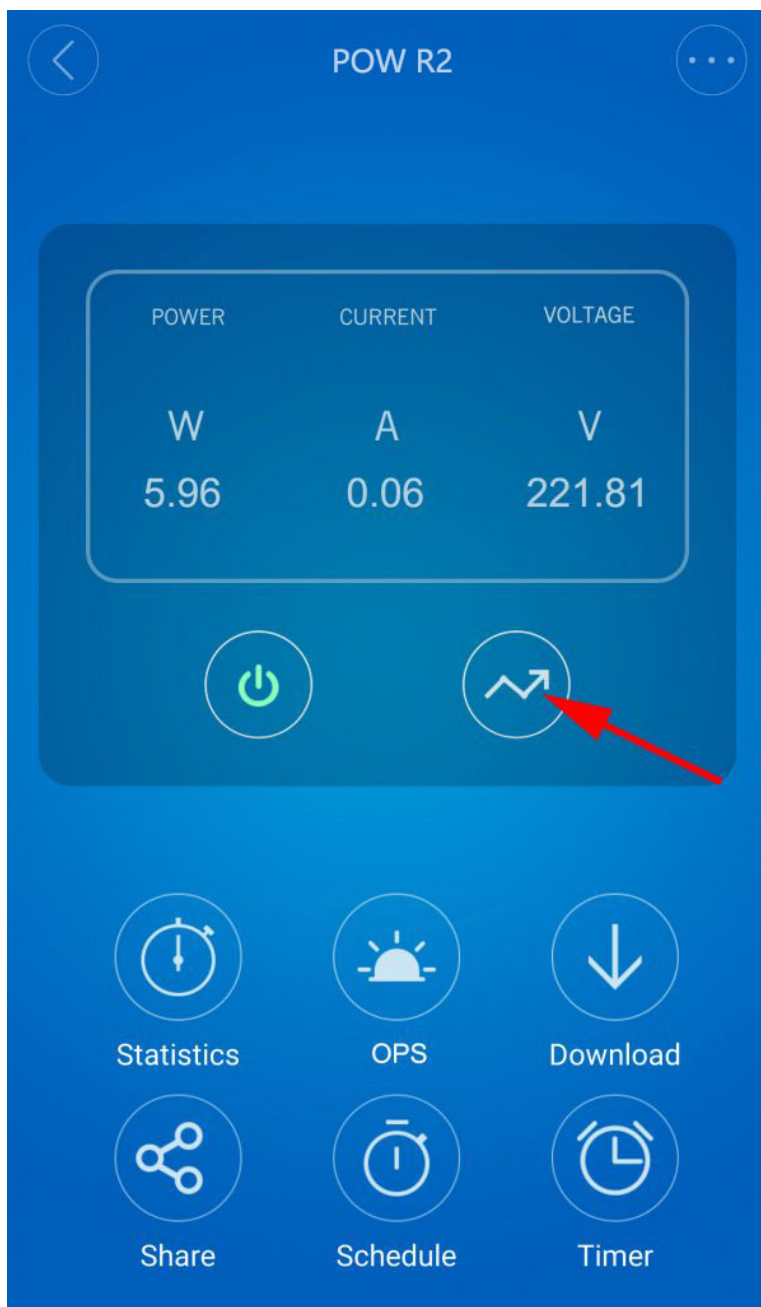 POW R2
POWER CURRENT VOLTAGE
W A V
5.96 0.06 221.81
Statistics OPS Download
Share Schedule Timer